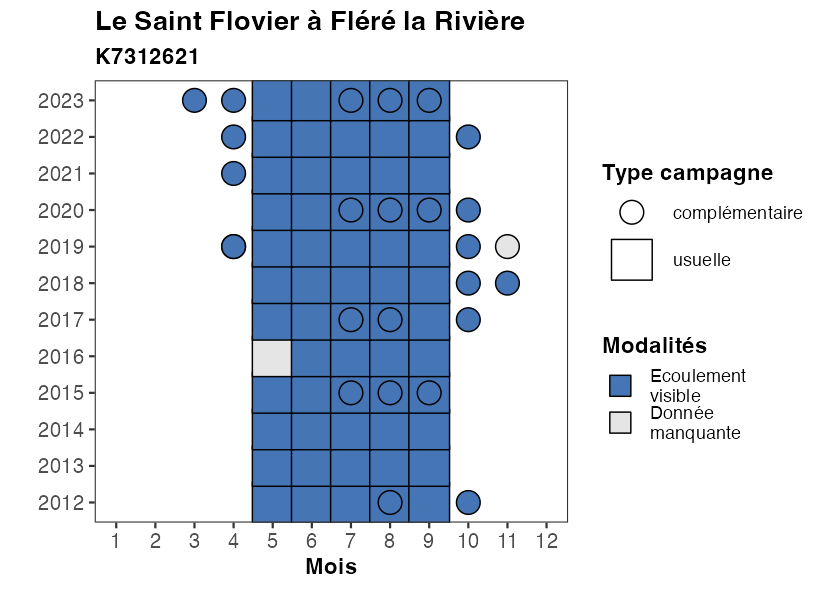 Le Saint Flovier à Fléré la Rivière
K7312621
2023
2022
2021
2020
2019
2018
2017
2016
2015
2014
2013
2012
1 2 3 4 5 6 7 8 9 10 11 12
Mois
Type campagne
complémentaire
usuelle
Modalités
Ecoulement
visible
Donnée
manquante